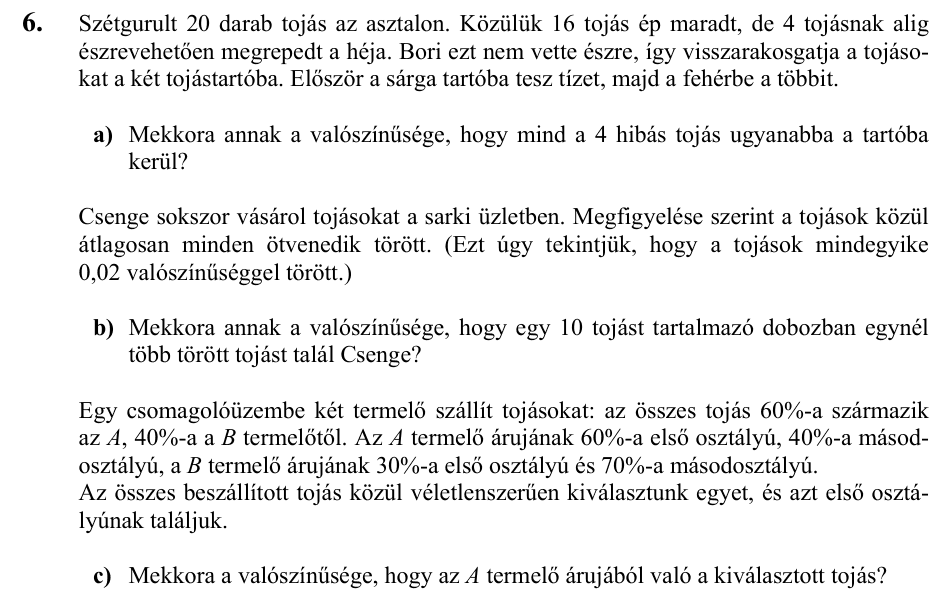 6. Szétgurult 20 darab tojás az asztalon. Közülük 16 tojás ép maradt, de 4 tojásnak alig
észrevehetően megrepedt a héja. Bori ezt nem vette észre, így visszarakosgatja a tojáso-
kat a két tojástartóba. Először a sárga tartóba tesz tízet, majd a fehérbe a többit.
a) Mekkora annak a valószínűsége, hogy mind a 4 hibás tojás ugyanabba a tartóba
kerül?
Csenge sokszor vásárol tojásokat a sarki üzletben. Megfigyelése szerint a tojások közül
átlagosan minden ötvenedik törött. (Ezt úgy tekintjük, hogy a tojások mindegyike
0,02 valószínűséggel törött.)
b) Mekkora annak a valószínűsége, hogy egy 10 tojást tartalmazó dobozban egynél
több törött tojást talál Csenge?
Egy csomagolóüzembe két termelő szállít tojásokat: az összes tojás 60%-a származik
az A, 40%-a a B termelőtől. Az A termelő árujának 60%-a első osztályú, 40%-a másod-
osztályú, a B termelő árujának 30%-a első osztályú és 70%-a másodosztályú.
Az összes beszállított tojás közül véletlenszerűen kiválasztunk egyet, és azt első osztá-
lyúnak találjuk.
c) Mekkora a valószínűsége, hogy az A termelő árujából való a kiválasztott tojás?